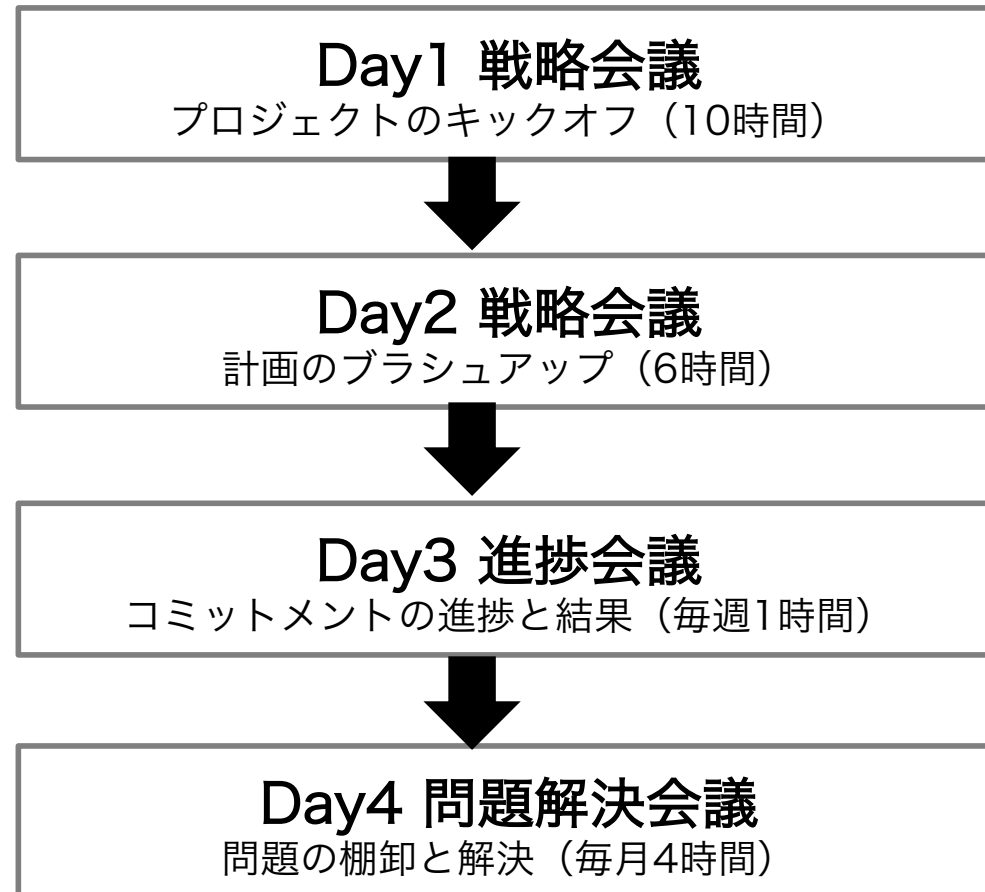 Day1 戦略会議
プロジェクトのキックオフ（10時間）
Day2 戦略会議
計画のブラシュアップ（6時間）
Day3 進捗会議
コミットメントの進捗と結果（毎週1時間）
Day4 問題解決会議
問題の棚卸と解決（毎月4時間）